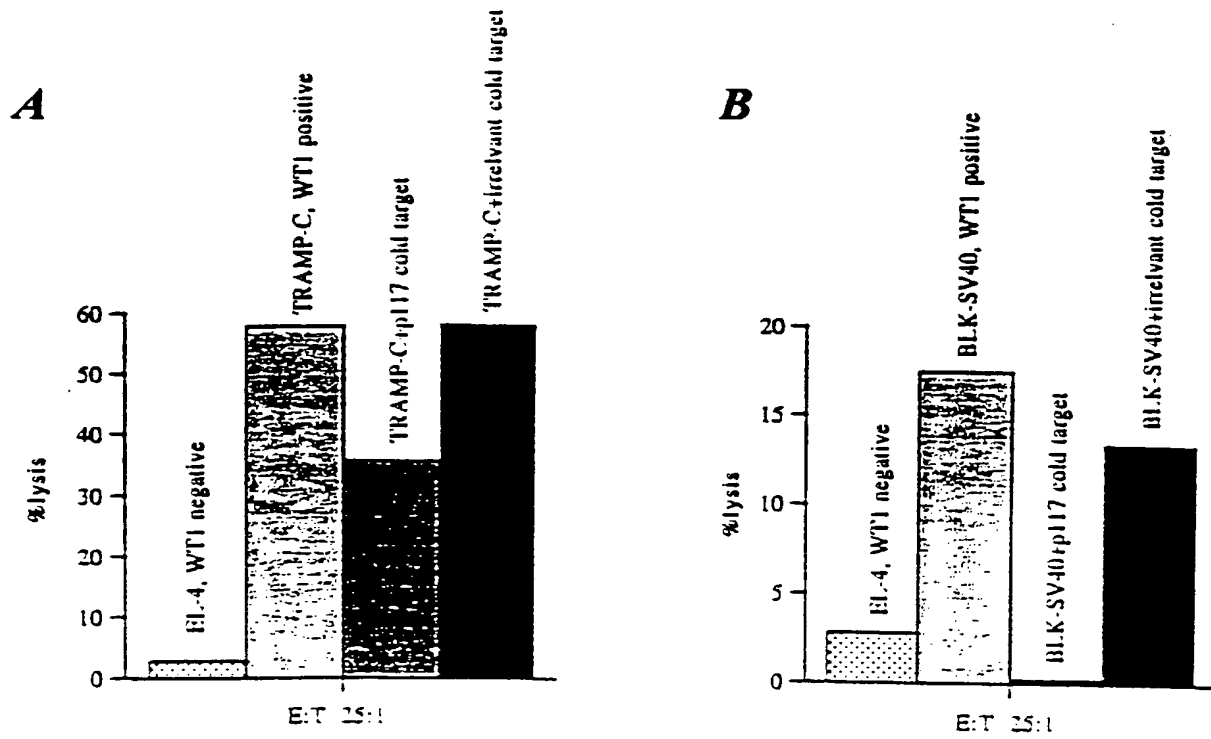 A
EL-4, WT1 negative
TRAMP-C, WT1 positive
TRAMP-C+p117 cold target
TRAMP-C+irrelvant cold target
%lysis
60
50
40
30
20
10
0
E:T 25:1
B
EL-4, WT1 negative
BLK-SV40, WT1 positive
BLK-SV40+p117 cold target
BLK-SV40+irrelvant cold target
%lysis
20
15
10
5
0
E:T 25:1